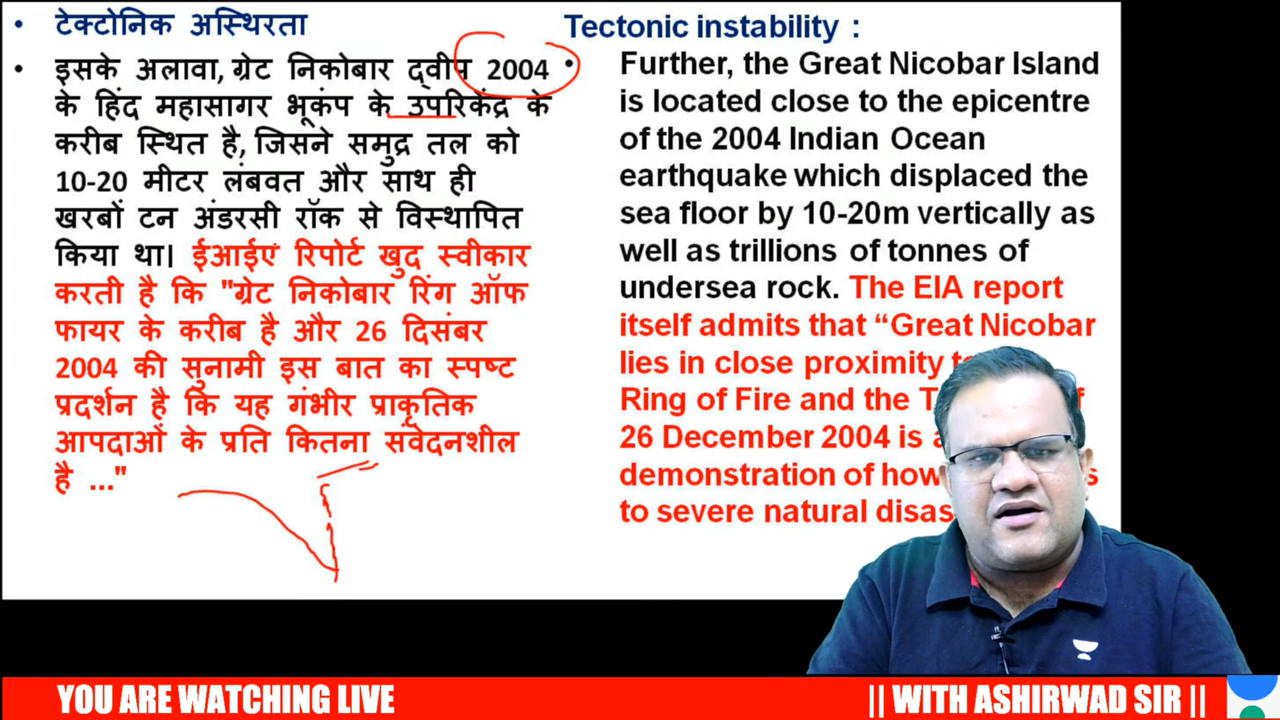 • टेक्टोनिक अस्थिरता
• इसके अलावा, ग्रेट निकोबार द्वीप 2004
के हिंद महासागर भूकंप के उपरिकेंद्र के
करीब स्थित है, जिसने समुद्र तल को
10-20 मीटर लंबवत और साथ ही
खरबों टन अंडरसी रॉक से विस्थापित
किया था। ईआईए रिपोर्ट खुद स्वीकार
करती है कि "ग्रेट निकोबार रिंग ऑफ
फायर के करीब है और 26 दिसंबर
2004 की सुनामी इस बात का स्पष्ट
प्रदर्शन है कि यह गंभीर प्राकृतिक
आपदाओं के प्रति कितना संवेदनशील
है ..."
Tectonic instability :
• Further, the Great Nicobar Island
is located close to the epicentre
of the 2004 Indian Ocean
earthquake which displaced the
sea floor by 10-20m vertically as
well as trillions of tonnes of
undersea rock. The EIA report
itself admits that “Great Nicobar
lies in close proximity
Ring of Fire and the
26 December 2004 is
demonstration of how
to severe natural
YOU ARE WATCHING LIVE
|| WITH ASHIRWAD SIR ||